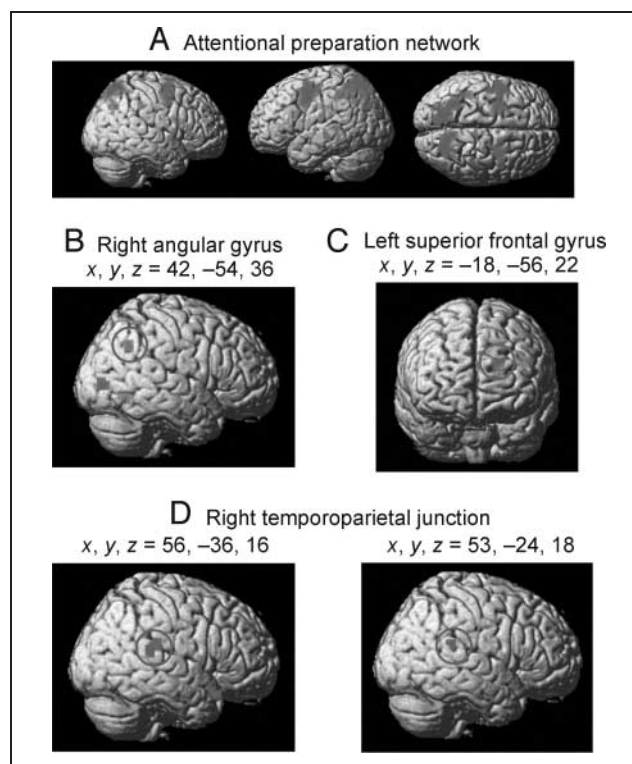 A Attentional preparation network
B Right angular gyrus
x, y, z = 42, –54, 36
C Left superior frontal gyrus
x, y, z = –18, –56, 22
D Right temporoparietal junction
x, y, z = 56, –36, 16
x, y, z = 53, –24, 18